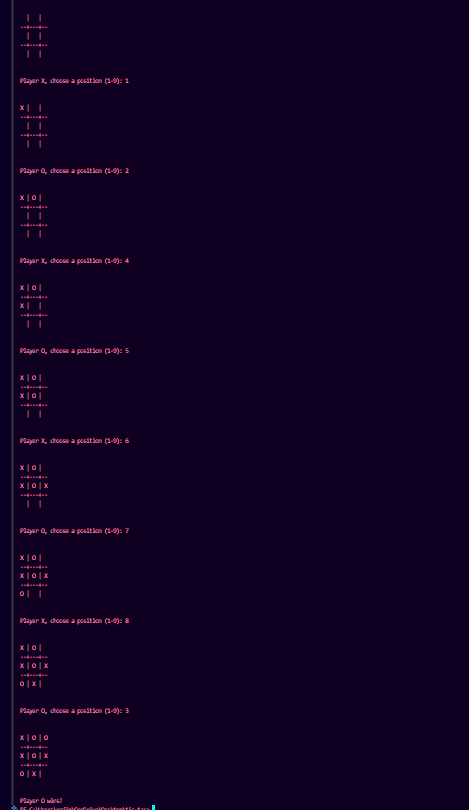 |   |
--+---+--
  |   |
--+---+--
  |   |
Player X, choose a position (1-9): 1
X |   |
--+---+--
  |   |
--+---+--
  |   |
Player O, choose a position (1-9): 2
X | O |
--+---+--
  |   |
--+---+--
  |   |
Player X, choose a position (1-9): 4
X | O |
--+---+--
X |   |
--+---+--
  |   |
Player O, choose a position (1-9): 5
X | O |
--+---+--
X | O |
--+---+--
  |   |
Player X, choose a position (1-9): 6
X | O |
--+---+--
X | O | X
--+---+--
  |   |
Player O, choose a position (1-9): 7
X | O |
--+---+--
X | O | X
--+---+--
O |   |
Player X, choose a position (1-9): 8
X | O |
--+---+--
X | O | X
--+---+--
O | X |
Player O, choose a position (1-9): 3
X | O | O
--+---+--
X | O | X
--+---+--
O | X |
Player O wins!